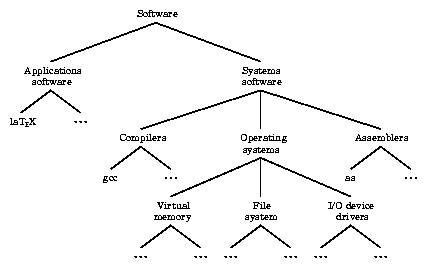 Software
Applications
software
Systems
software
laTEX
...
Compilers
Operating
systems
Assemblers
gcc
...
as
...
Virtual
memory
File
system
I/O device
drivers
...
...
...
...
...
...